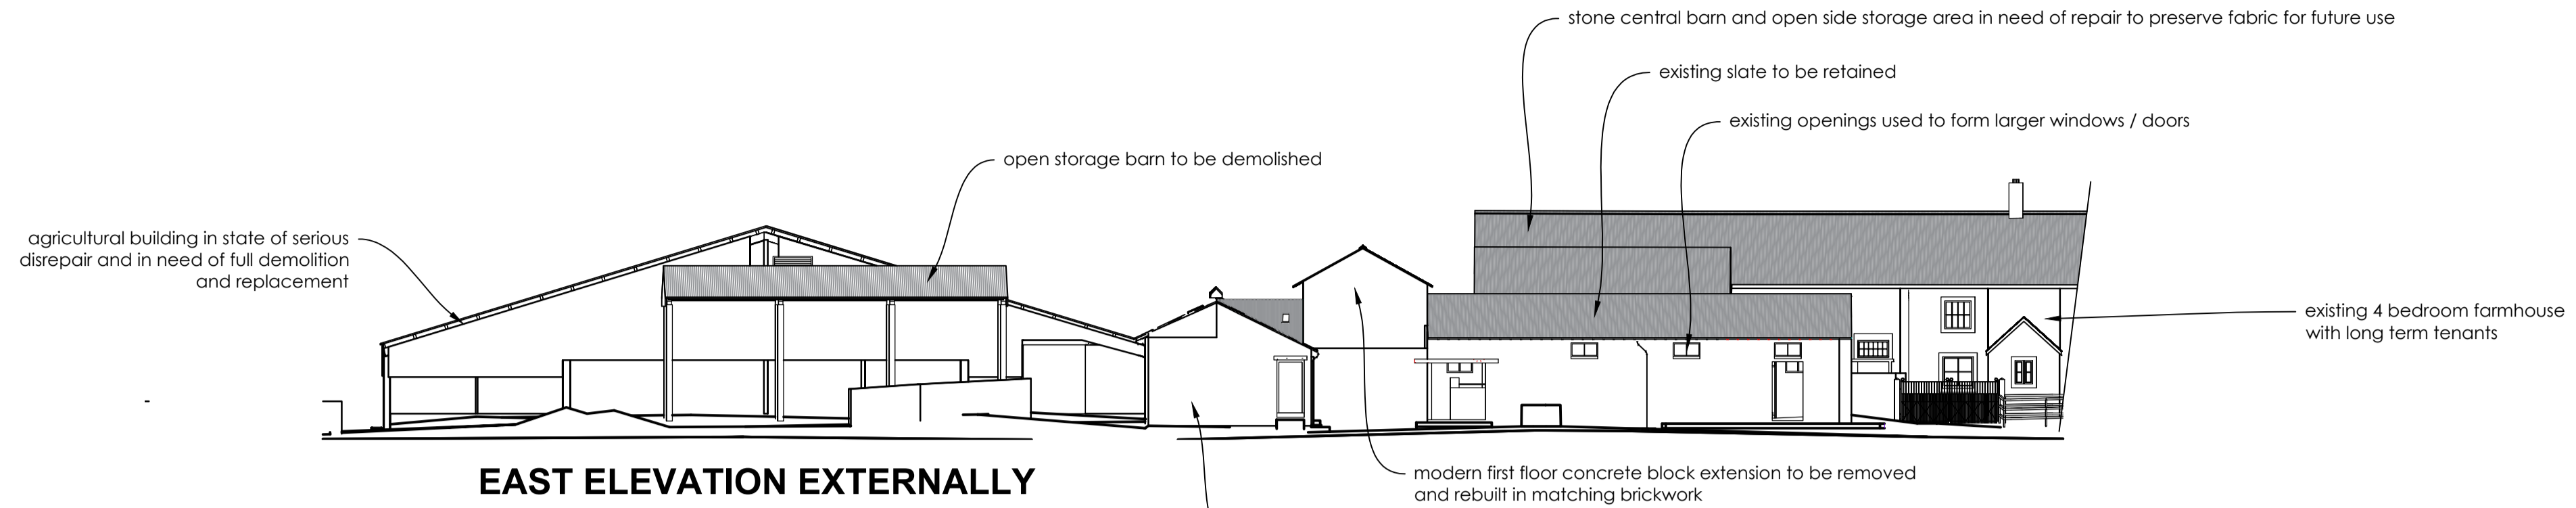 stone central barn and open side storage area in need of repair to preserve fabric for future use
existing slate to be retained
existing openings used to form larger windows / doors
open storage barn to be demolished
agricultural building in state of serious
disrepair and in need of full demolition
and replacement
existing 4 bedroom farmhouse
with long term tenants
modern first floor concrete block extension to be removed
and rebuilt in matching brickwork
EAST ELEVATION EXTERNALLY